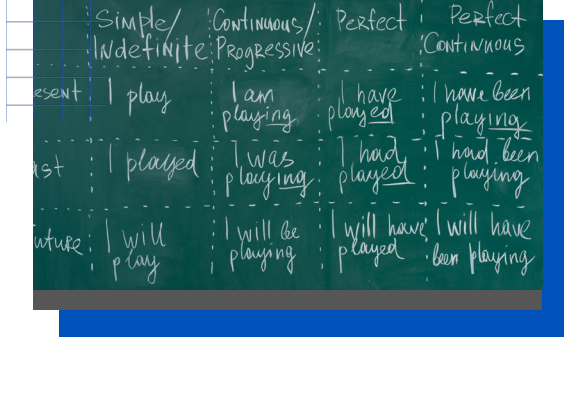 Simple/ Continuous/ Perfect Perfect
Indefinite Progressive Continuous
esent I play I am I have I have been
playing played playing
ast I played I was I had I had been
playing played playing
uture I will I will be I will have I will have
play playing played been playing